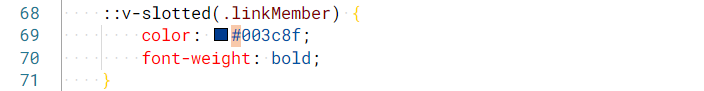 68 ::v-slotted(.linkMember) {
69 color: #003c8f;
70 font-weight: bold;
71 }